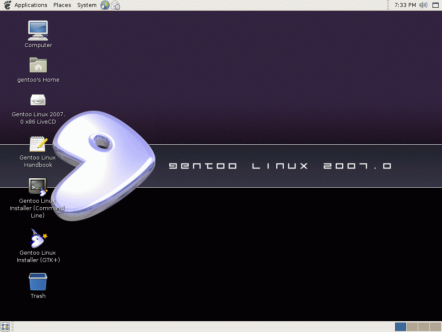 Applications Places System
7:33 PM
Computer
gentoo's Home
Gentoo Linux 2007.
0 x86 LiveCD
Gentoo Linux
Handbook
gentoo linux 2007.0
Gentoo Linux
Installer (Command
Line)
Gentoo Linux
Installer (GTK+)
Trash